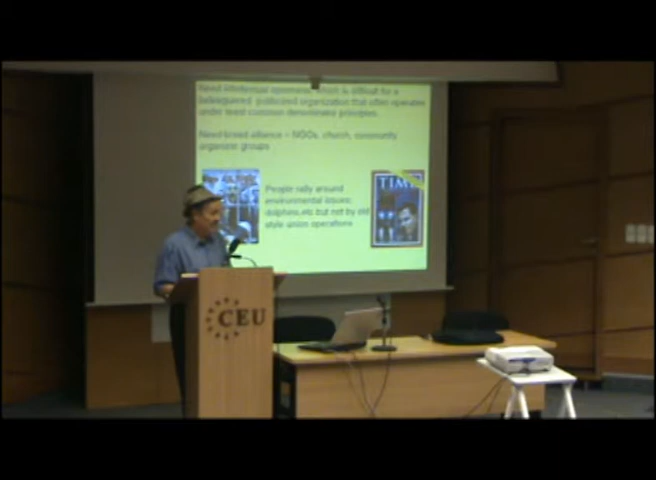 Need intellectual openness, which is difficult for a
beleaguered politicized organization that often operates
under least common denominator principles.
Need broad alliance – NGOs, church, community
organizer groups
People rally around
environmental issues:
dolphins, etc but not by old
style union operations
TIME
CEU